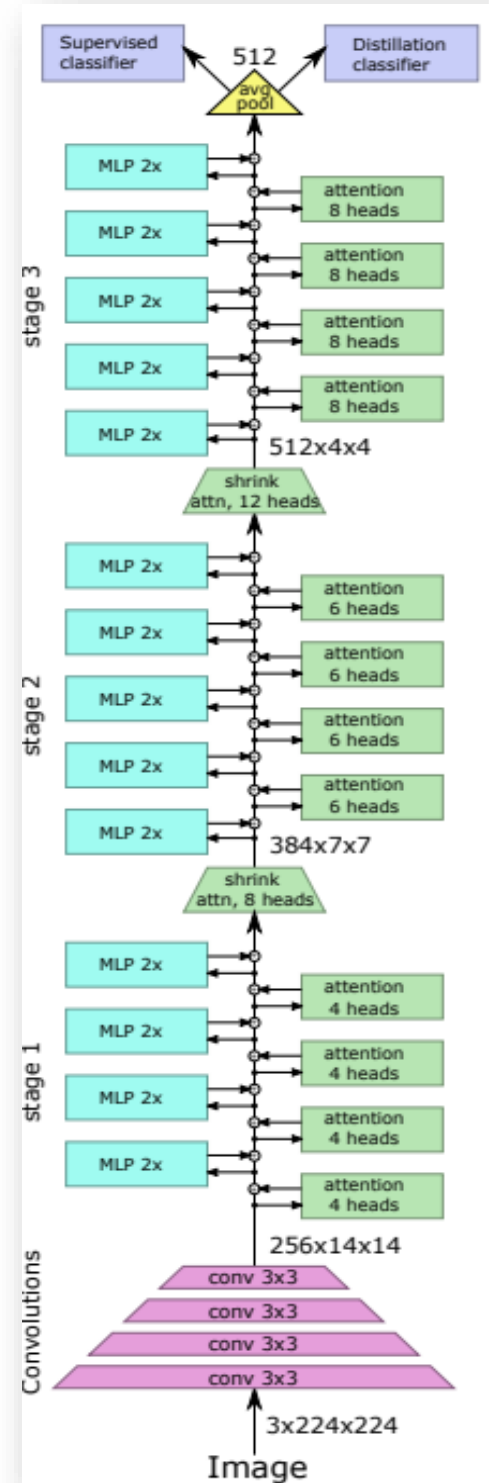 Supervised
classifier
512
Distillation
classifier
avg
pool
MLP 2x
attention
8 heads
MLP 2x
attention
8 heads
MLP 2x
attention
8 heads
MLP 2x
attention
8 heads
MLP 2x
stage 3
512x4x4
shrink
attn, 12 heads
MLP 2x
attention
6 heads
MLP 2x
attention
6 heads
MLP 2x
attention
6 heads
MLP 2x
attention
6 heads
MLP 2x
stage 2
384x7x7
shrink
attn, 8 heads
MLP 2x
attention
4 heads
MLP 2x
attention
4 heads
MLP 2x
attention
4 heads
MLP 2x
attention
4 heads
stage 1
256x14x14
Convolutions
conv 3x3
conv 3x3
conv 3x3
conv 3x3
3x224x224
Image